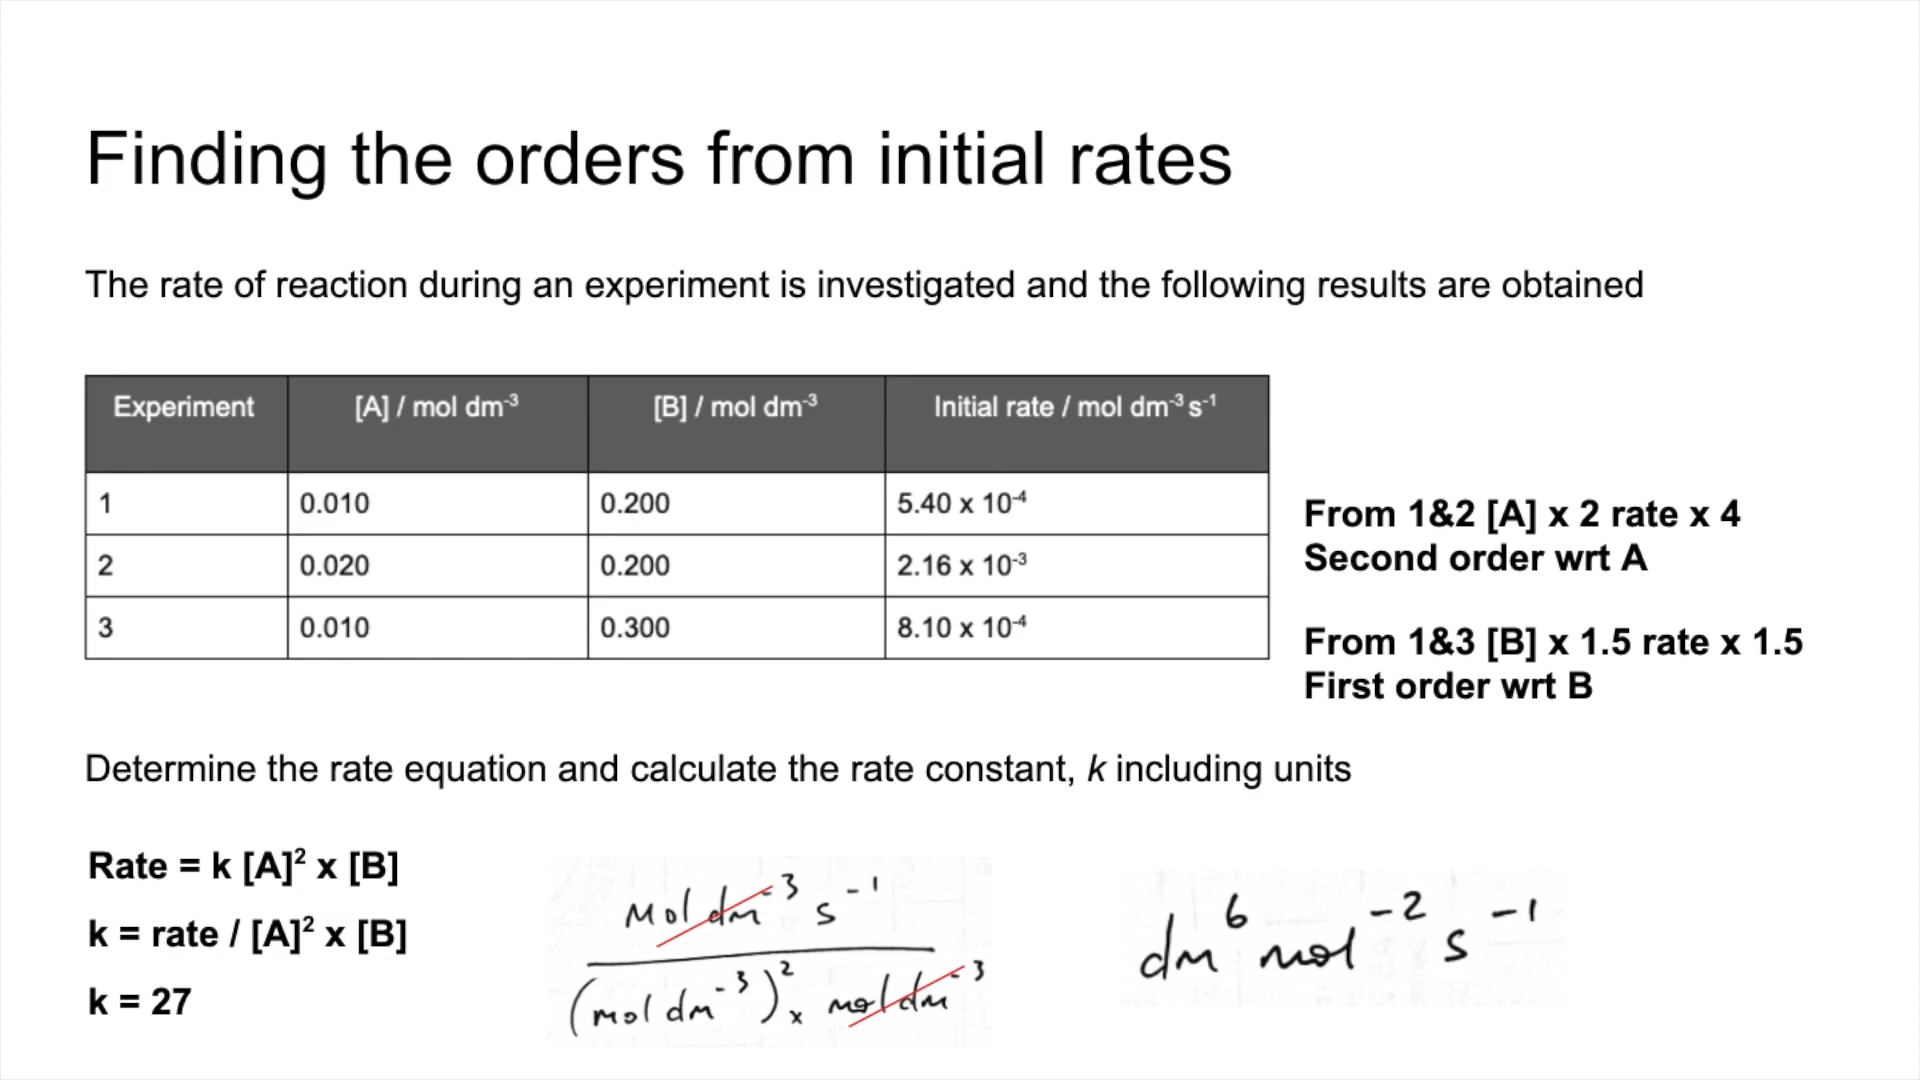 Finding the orders from initial rates
The rate of reaction during an experiment is investigated and the following results are obtained
Experiment [A] / mol dm⁻³ [B] / mol dm⁻³ Initial rate / mol dm⁻³ s⁻¹
1 0.010 0.200 5.40 x 10⁻⁴
2 0.020 0.200 2.16 x 10⁻³
3 0.010 0.300 8.10 x 10⁻⁴
From 1&2 [A] x 2 rate x 4
Second order wrt A
From 1&3 [B] x 1.5 rate x 1.5
First order wrt B
Determine the rate equation and calculate the rate constant, k including units
Rate = k [A]² x [B]
k = rate / [A]² x [B]
k = 27
mol dm⁻³ s⁻¹
(mol dm⁻³)² x mol dm⁻³
dm⁶ mol⁻² s⁻¹